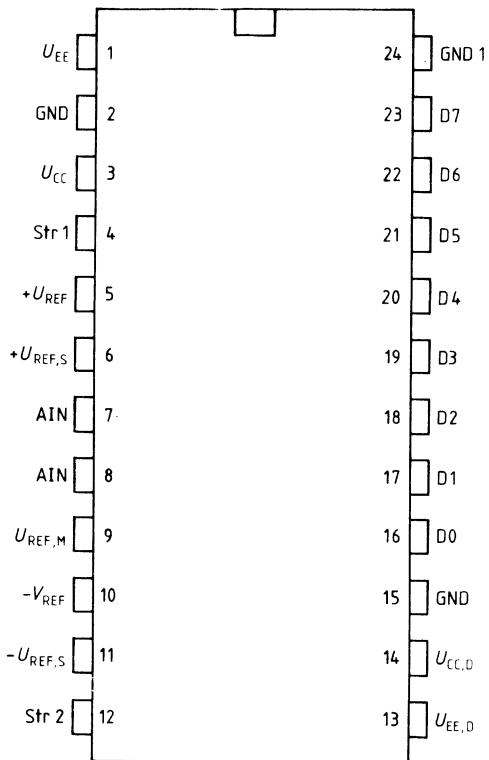 U_EE 1 24 GND 1
GND 2 23 D7
U_CC 3 22 D6
Str 1 4 21 D5
+U_REF 5 20 D4
+U_REF,S 6 19 D3
AIN 7 18 D2
AIN 8 17 D1
U_REF,M 9 16 D0
-V_REF 10 15 GND
-U_REF,S 11 14 U_CC,D
Str 2 12 13 U_EE,D